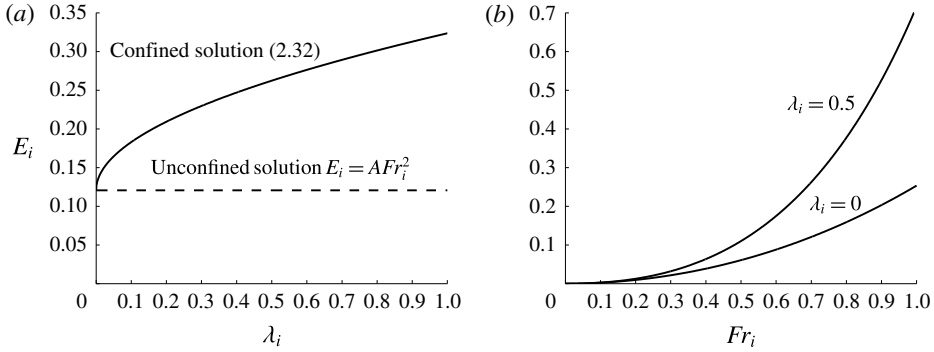 (a)
0.35
0.30
0.25
0.20
0.15
0.10
0.05
0
E_i
Confined solution (2.32)
Unconfined solution E_i = AFr_i^2
0.1 0.2 0.3 0.4 0.5 0.6 0.7 0.8 0.9 1.0
λ_i
(b)
0.7
0.6
0.5
0.4
0.3
0.2
0.1
0
λ_i = 0.5
λ_i = 0
0.1 0.2 0.3 0.4 0.5 0.6 0.7 0.8 0.9 1.0
Fr_i